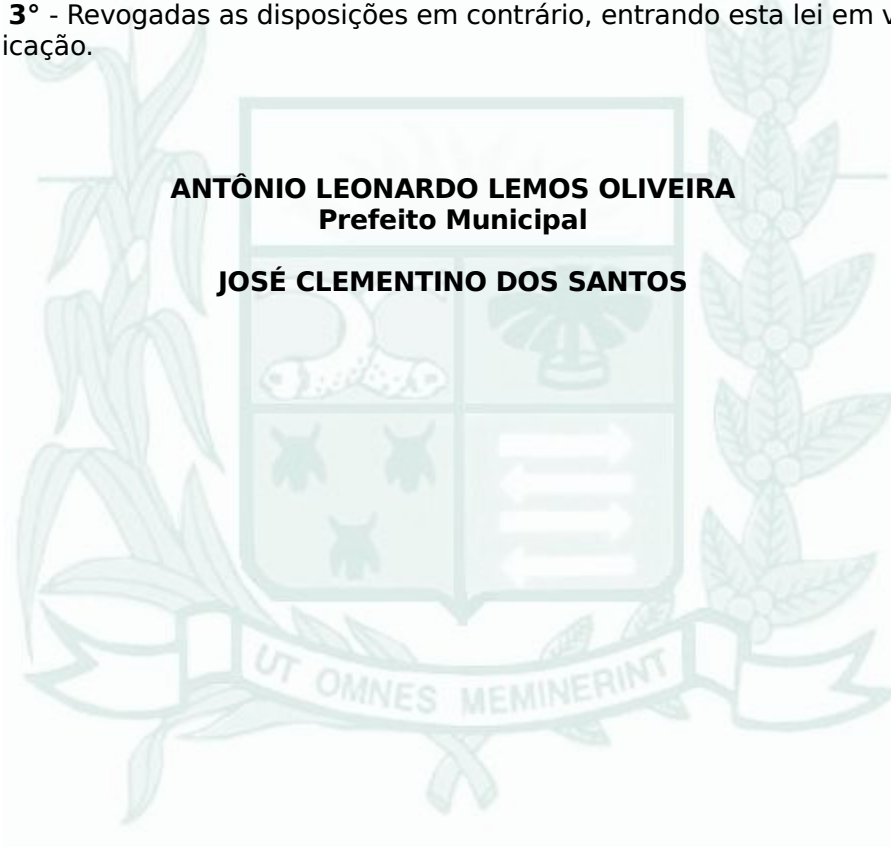 3° - Revogadas as disposições em contrário, entrando esta lei em v
icação.
ANTÔNIO LEONARDO LEMOS OLIVEIRA
Prefeito Municipal
JOSÉ CLEMENTINO DOS SANTOS
UT OMNES MEMINERINT